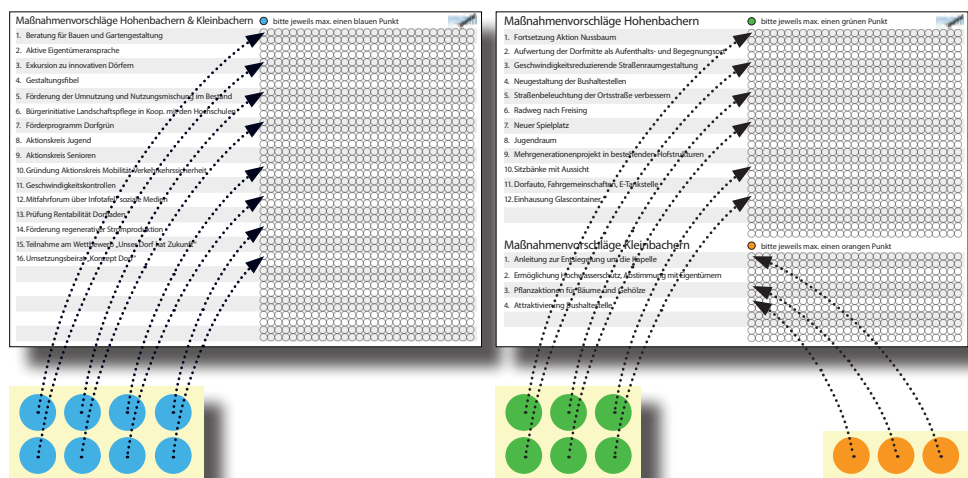 Maßnahmenvorschläge Hohenbachern & Kleinbachern
bitte jeweils max. einen blauen Punkt
1. Beratung für Bauen und Gartengestaltung
2. Aktive Eigentümeransprache
3. Exkursion zu innovativen Dörfern
4. Gestaltungsfibel
5. Förderung der Umnutzung und Nutzungsmischung im Bestand
6. Bürgerinitiative Landschaftspflege in Koop. mit den Hochschulen
7. Förderprogramm Dorfgrün
8. Aktionskreis Jugend
9. Aktionskreis Senioren
10. Gründung Aktionskreis Mobilität
11. Geschwindigkeitskontrollen
12. Mitfahrforum über Infotafel, soziale Medien
13. Prüfung Rentabilität Dorfladen
14. Förderung regenerativer Stromproduktion
15. Teilnahme am Wettbewerb „Unser Dorf hat Zukunft“
16. Umsetzungsbeirat „Konzept Dorf“
Maßnahmenvorschläge Hohenbachern
bitte jeweils max. einen grünen Punkt
1. Fortsetzung Aktion Nussbaum
2. Aufwertung der Dorfmitte als Aufenthalts- und Begegnungsort
3. Geschwindigkeitsreduzierende Straßenraumgestaltung
4. Neugestaltung der Bushaltestellen
5. Straßenbeleuchtung der Ortsstraße verbessern
6. Radweg nach Freising
7. Neuer Spielplatz
8. Jugendraum
9. Mehrgenerationenprojekt in bestehenden Hofstrukturen
10. Sitzbänke mit Aussicht
11. Dorfauto, Fahrgemeinschaften, E-Tankstelle
12. Einhausung Glascontainer
Maßnahmenvorschläge Kleinbachern
bitte jeweils max. einen orangen Punkt
1. Anleitung zur Entsiegelung um die Kapelle
2. Ermöglichung Hochwasserschutz, Abstimmung mit Eigentümern
3. Pflanzaktionen für Bäume und Gehölze
4. Attraktivierung Bushaltestelle